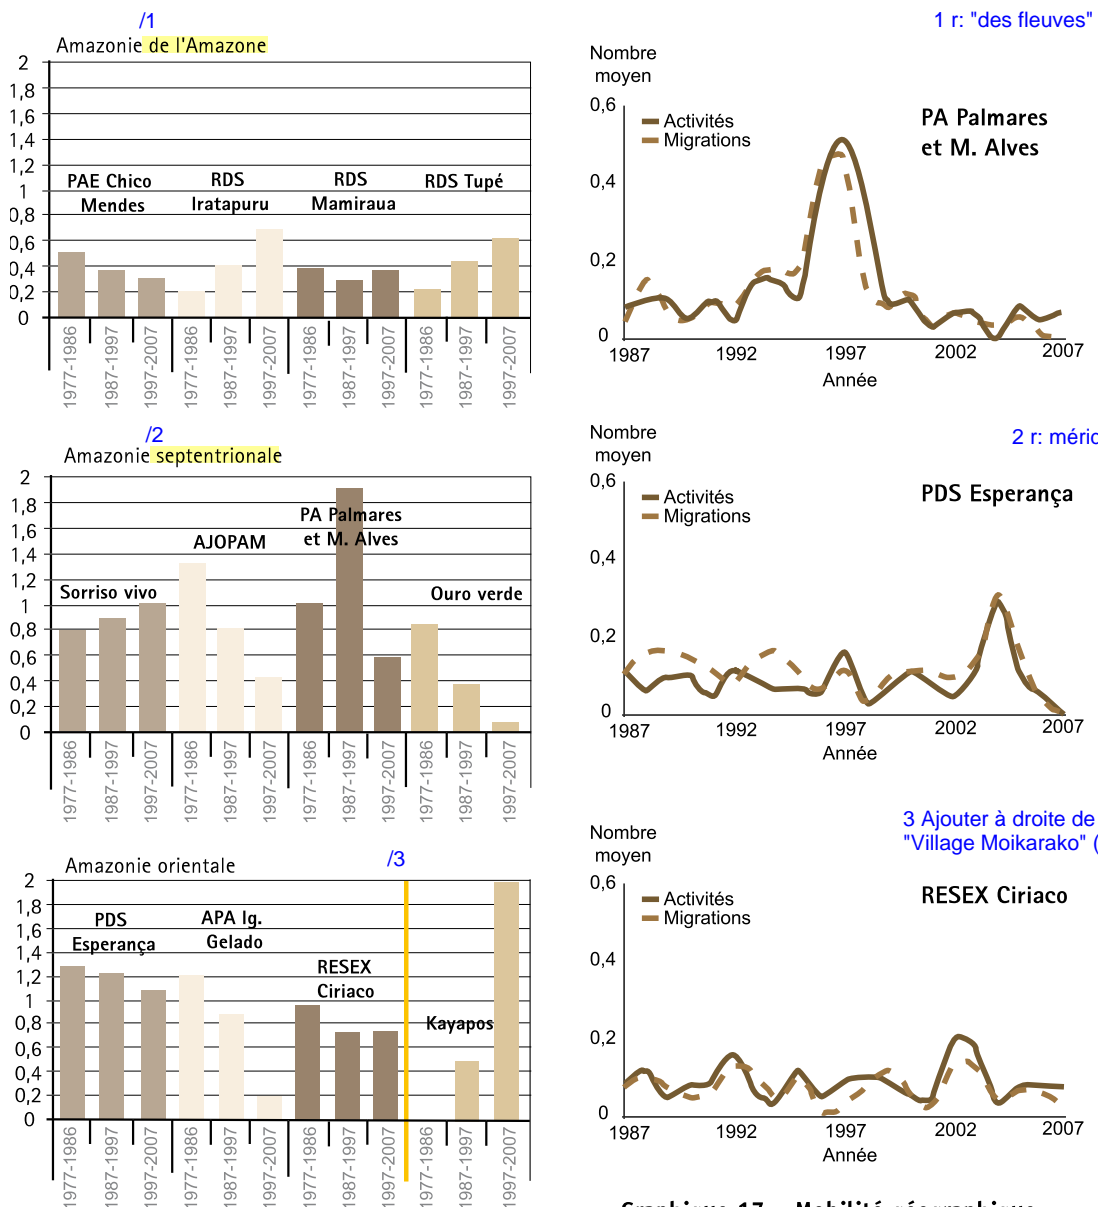 /1
Amazonie de l'Amazone
2
1,8
1,6
1,4
1,2
1
0,8
0,6
0,4
0,2
0
PAE Chico
Mendes
RDS
Iratapuru
RDS
Mamiraua
RDS Tupé
1977-1986
1987-1997
1997-2007
1977-1986
1987-1997
1997-2007
1977-1986
1987-1997
1997-2007
1977-1986
1987-1997
1997-2007
1 r: "des fleuves"
Nombre
moyen
0,6
0,4
0,2
0
Activités
Migrations
PA Palmares
et M. Alves
1987
1992
1997
2002
2007
Année
/2
Amazonie septentrionale
2
1,8
1,6
1,4
1,2
1
0,8
0,6
0,4
0,2
0
Sorriso vivo
AJOPAM
PA Palmares
et M. Alves
Ouro verde
1977-1986
1987-1997
1997-2007
1977-1986
1987-1997
1997-2007
1977-1986
1987-1997
1997-2007
1977-1986
1987-1997
1997-2007
2 r: méri
Nombre
moyen
0,6
0,4
0,2
0
Activités
Migrations
PDS Esperança
1987
1992
1997
2002
2007
Année
/3
Amazonie orientale
2
1,8
1,6
1,4
1,2
1
0,8
0,6
0,4
0,2
0
PDS
Esperança
APA Ig.
Gelado
RESEX
Ciriaco
Kayapos
1977-1986
1987-1997
1997-2007
1977-1986
1987-1997
1997-2007
1977-1986
1987-1997
1997-2007
1977-1986
1987-1997
1997-2007
3 Ajouter à droite de
"Village Moikarako" (
Nombre
moyen
0,6
0,4
0,2
0
Activités
Migrations
RESEX Ciriaco
1987
1992
1997
2002
2007
Année
Graphique 17 – Mobilité géographique